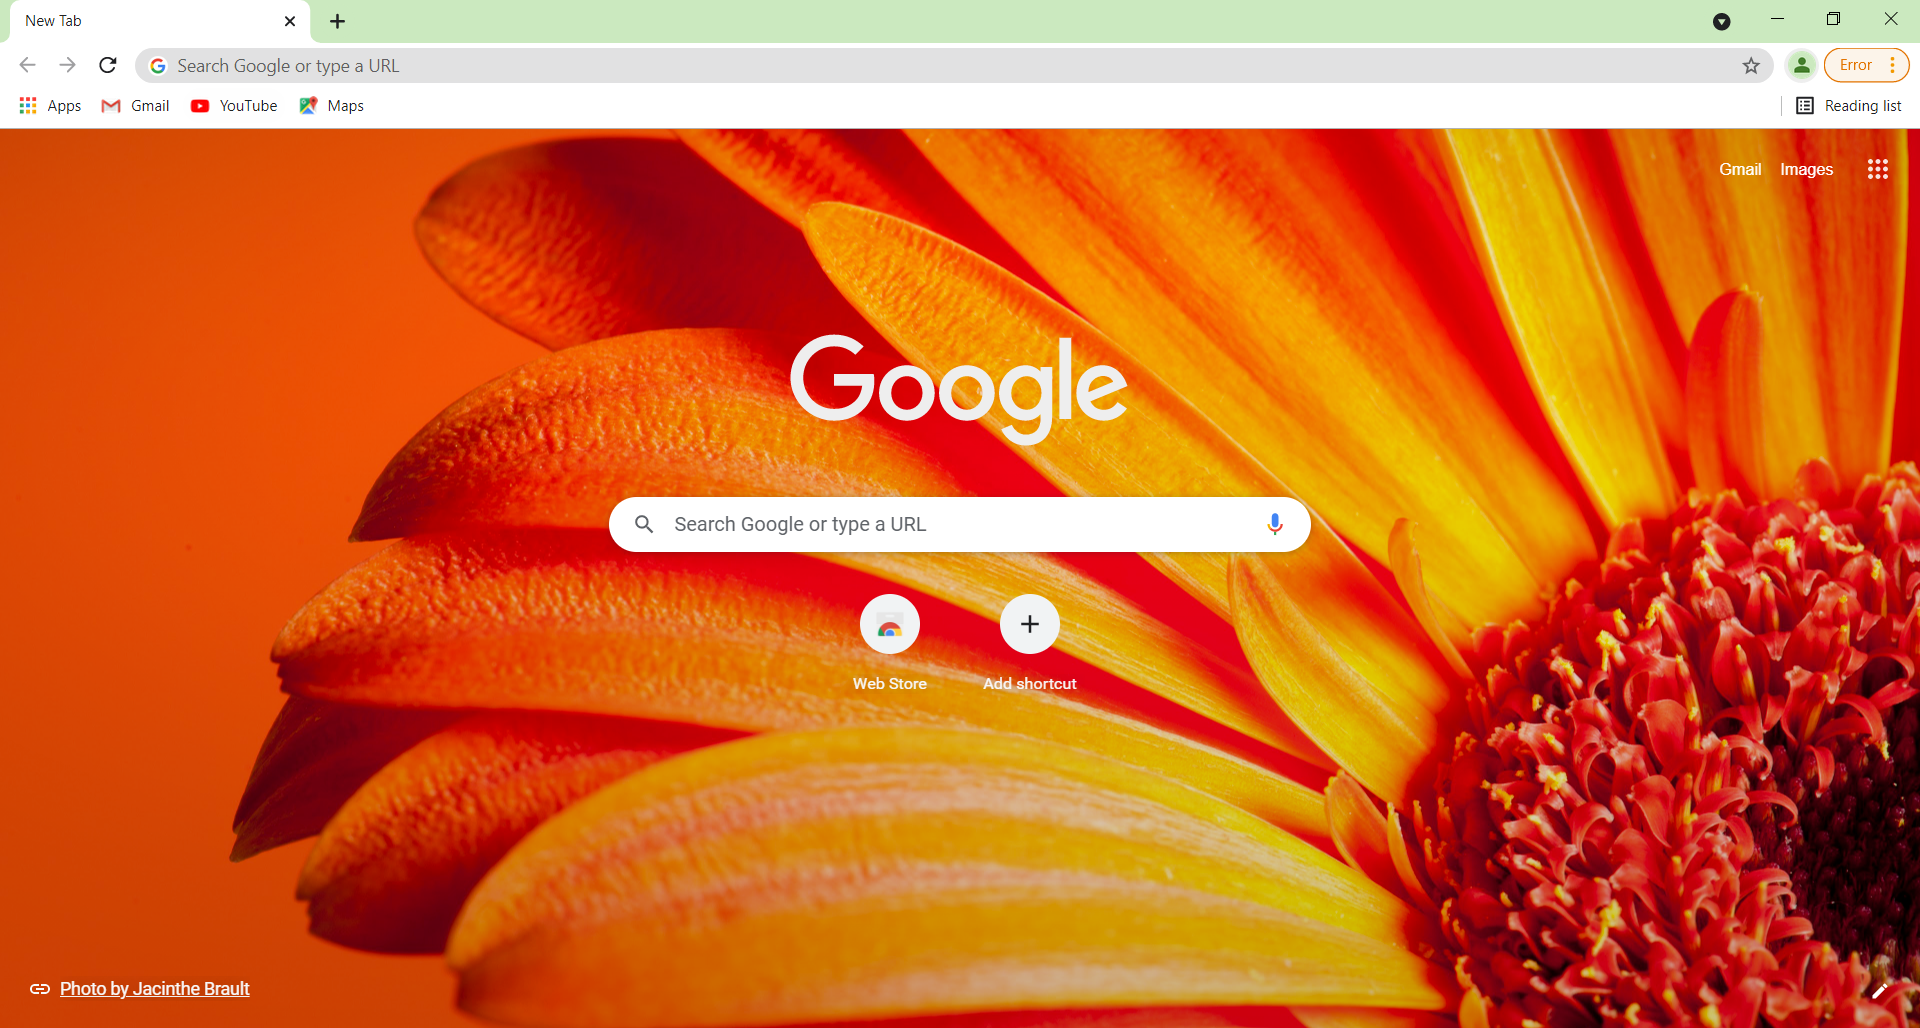 New Tab
Search Google or type a URL
Error
Apps
Gmail
YouTube
Maps
Reading list
Gmail
Images
Google
Search Google or type a URL
Web Store
Add shortcut
Photo by Jacinthe Brault